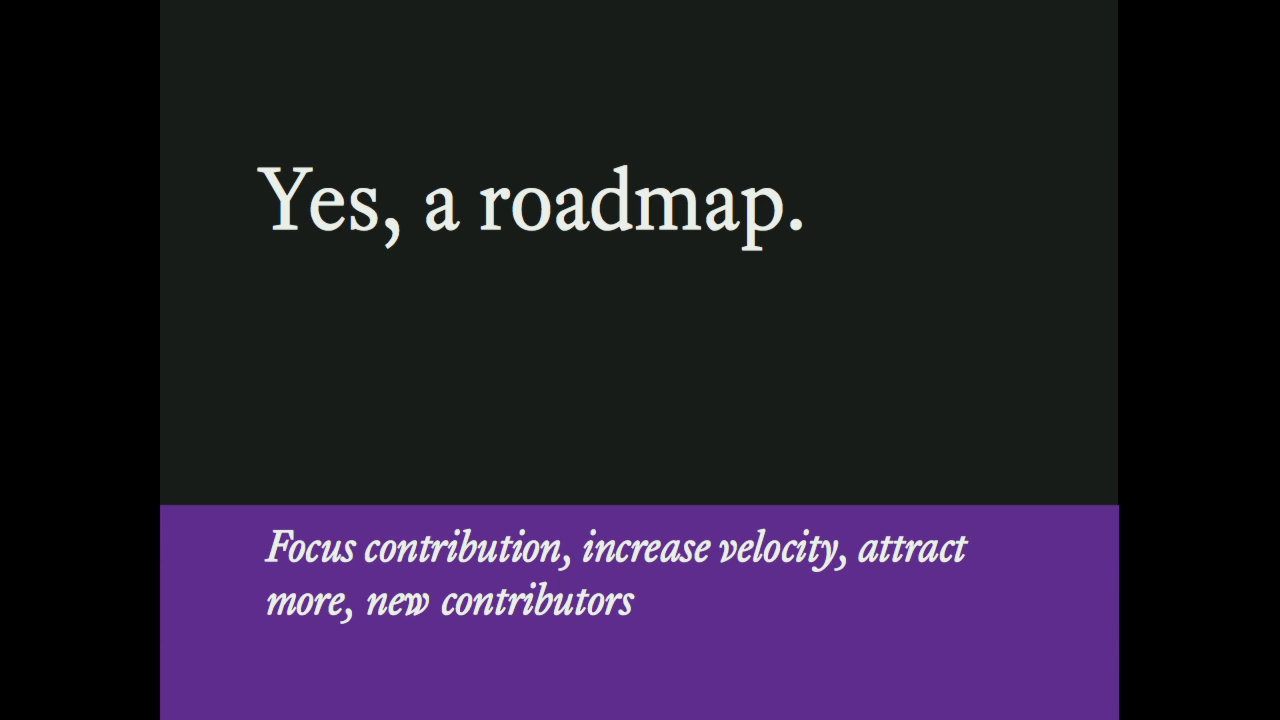 Yes, a roadmap.
Focus contribution, increase velocity, attract
more, new contributors